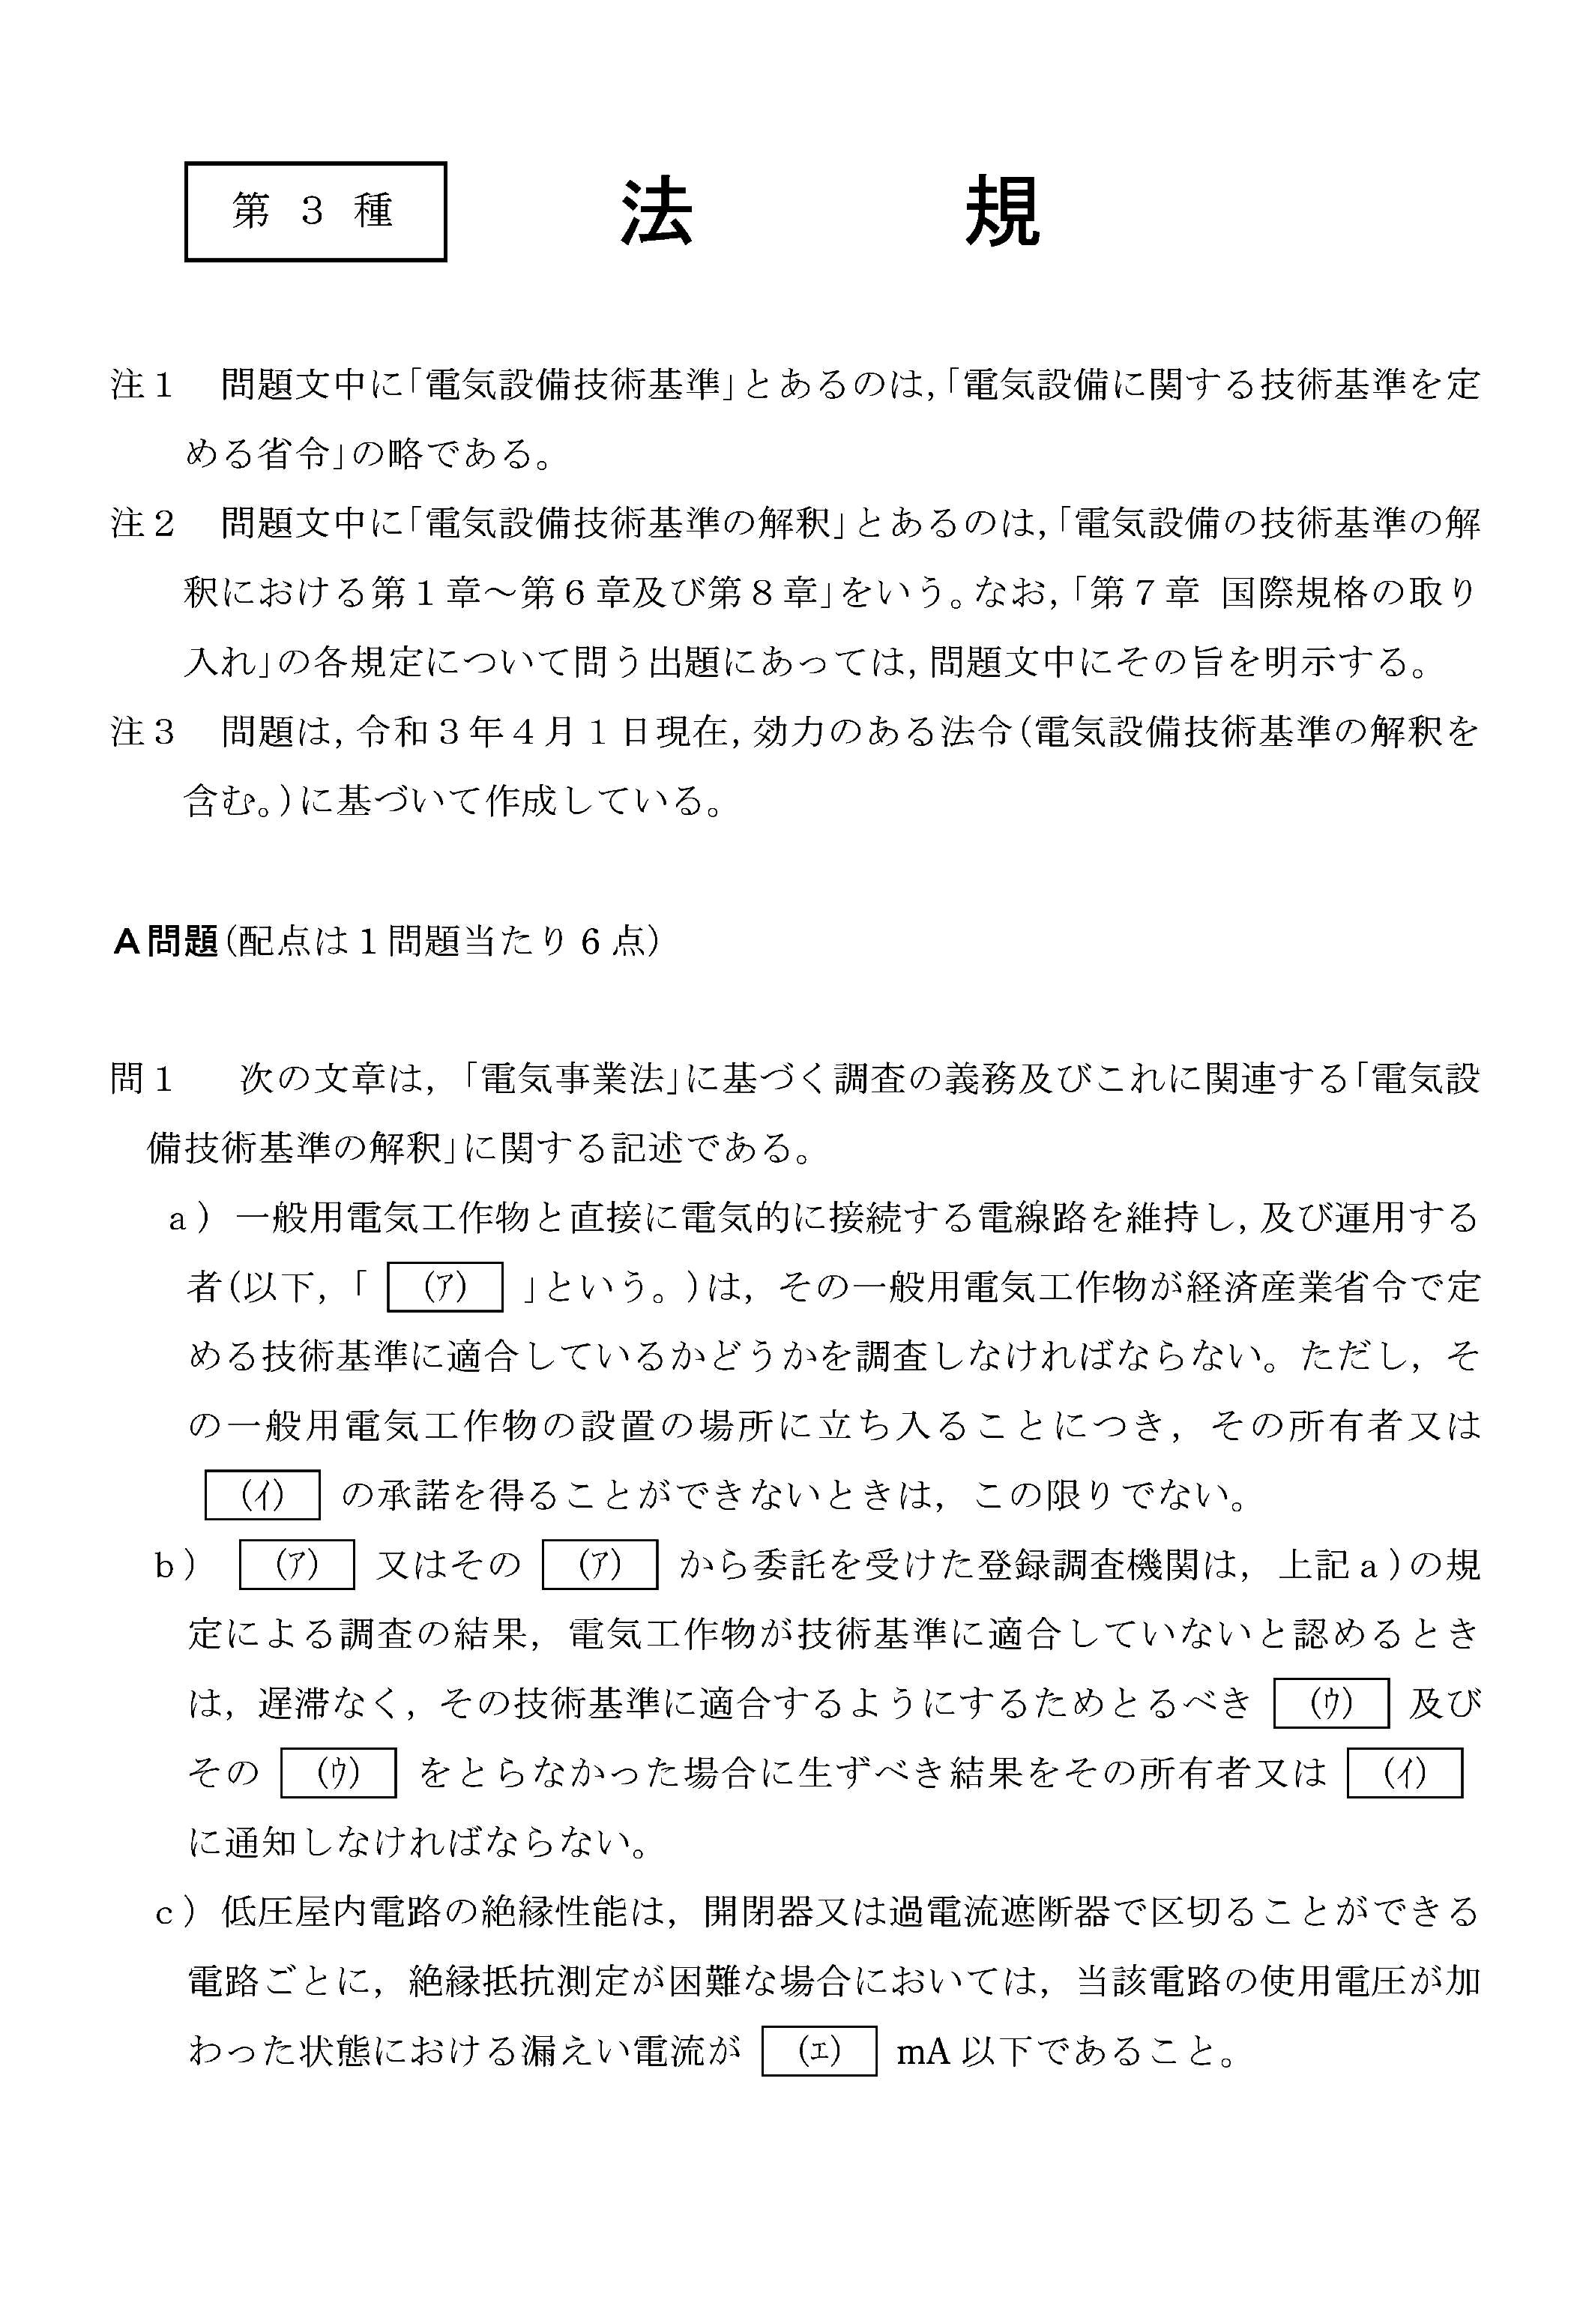 第 3 種
法 規
注1 問題文中に「電気設備技術基準」とあるのは,「電気設備に関する技術基準を定
める省令」の略である。
注2 問題文中に「電気設備技術基準の解釈」とあるのは,「電気設備の技術基準の解
釈における第1章～第6章及び第8章」をいう。なお,「第7章 国際規格の取り
入れ」の各規定について問う出題にあっては,問題文中にその旨を明示する。
注3 問題は,令和3年4月1日現在,効力のある法令(電気設備技術基準の解釈を
含む。)に基づいて作成している。
A問題(配点は1問題当たり6点)
問1 次の文章は,「電気事業法」に基づく調査の義務及びこれに関連する「電気設
備技術基準の解釈」に関する記述である。
a) 一般用電気工作物と直接に電気的に接続する電線路を維持し,及び運用する
者(以下,「 (ア) 」という。)は,その一般用電気工作物が経済産業省令で定
める技術基準に適合しているかどうかを調査しなければならない。ただし,そ
の一般用電気工作物の設置の場所に立ち入ることにつき,その所有者又は
(イ) の承諾を得ることができないときは,この限りでない。
b) (ア) 又はその (ア) から委託を受けた登録調査機関は,上記a)の規
定による調査の結果,電気工作物が技術基準に適合していないと認めるとき
は,遅滞なく,その技術基準に適合するようにするためとるべき (ウ) 及び
その (ウ) をとらなかった場合に生ずべき結果をその所有者又は (イ)
に通知しなければならない。
c) 低圧屋内電路の絶縁性能は,開閉器又は過電流遮断器で区切ることができる
電路ごとに,絶縁抵抗測定が困難な場合においては,当該電路の使用電圧が加
わった状態における漏えい電流が (エ) mA以下であること。